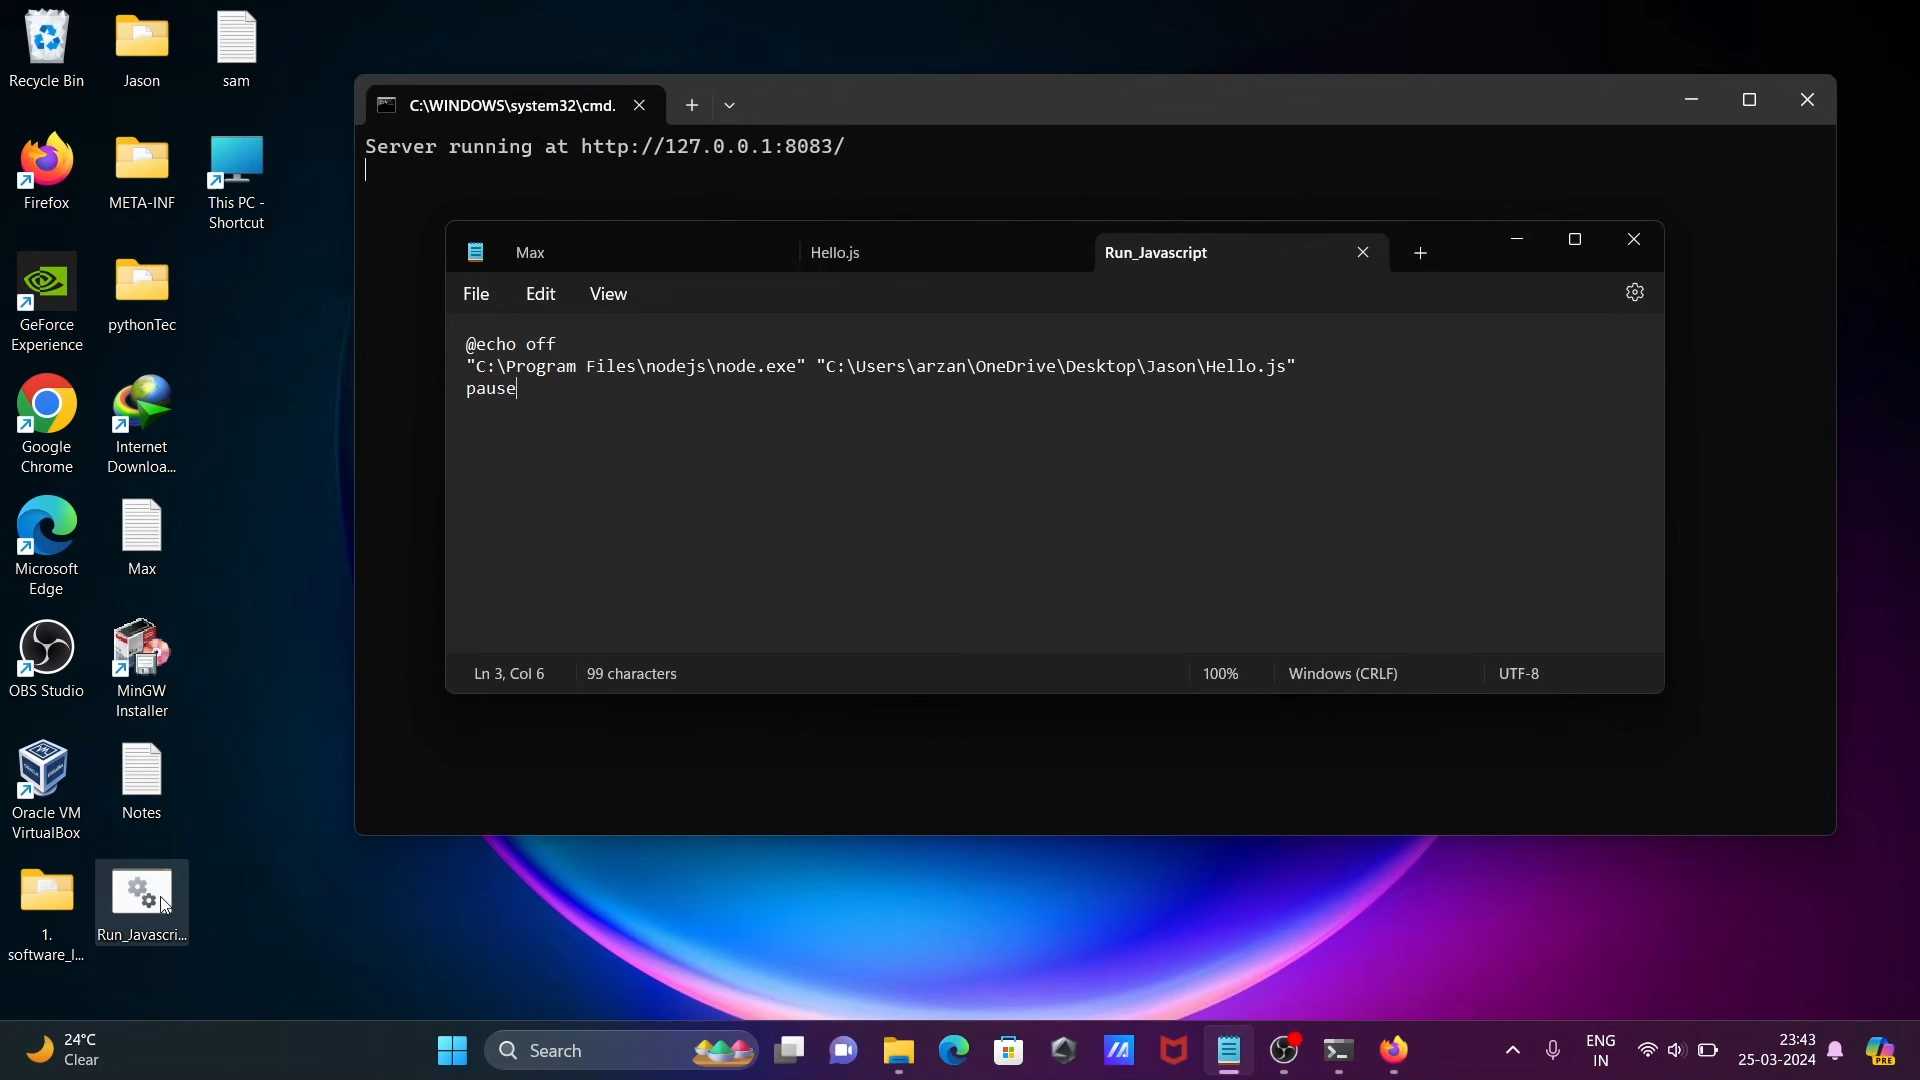 Recycle Bin
Jason
sam
Firefox
META-INF
This PC -
Shortcut
GeForce
Experience
pythonTec
Google
Chrome
Internet
Downloa...
Microsoft
Edge
Max
OBS Studio
MinGW
Installer
Oracle VM
VirtualBox
Notes
1.
software_l...
Run_Javascri...
C:\WINDOWS\system32\cmd.
Server running at http://127.0.0.1:8083/
Max
Hello.js
Run_Javascript
File
Edit
View
@echo off
"C:\Program Files\nodejs\node.exe" "C:\Users\arzan\OneDrive\Desktop\Jason\Hello.js"
pause
Ln 3, Col 6
99 characters
100%
Windows (CRLF)
UTF-8
24°C
Clear
Search
ENG
IN
23:43
25-03-2024
PRE